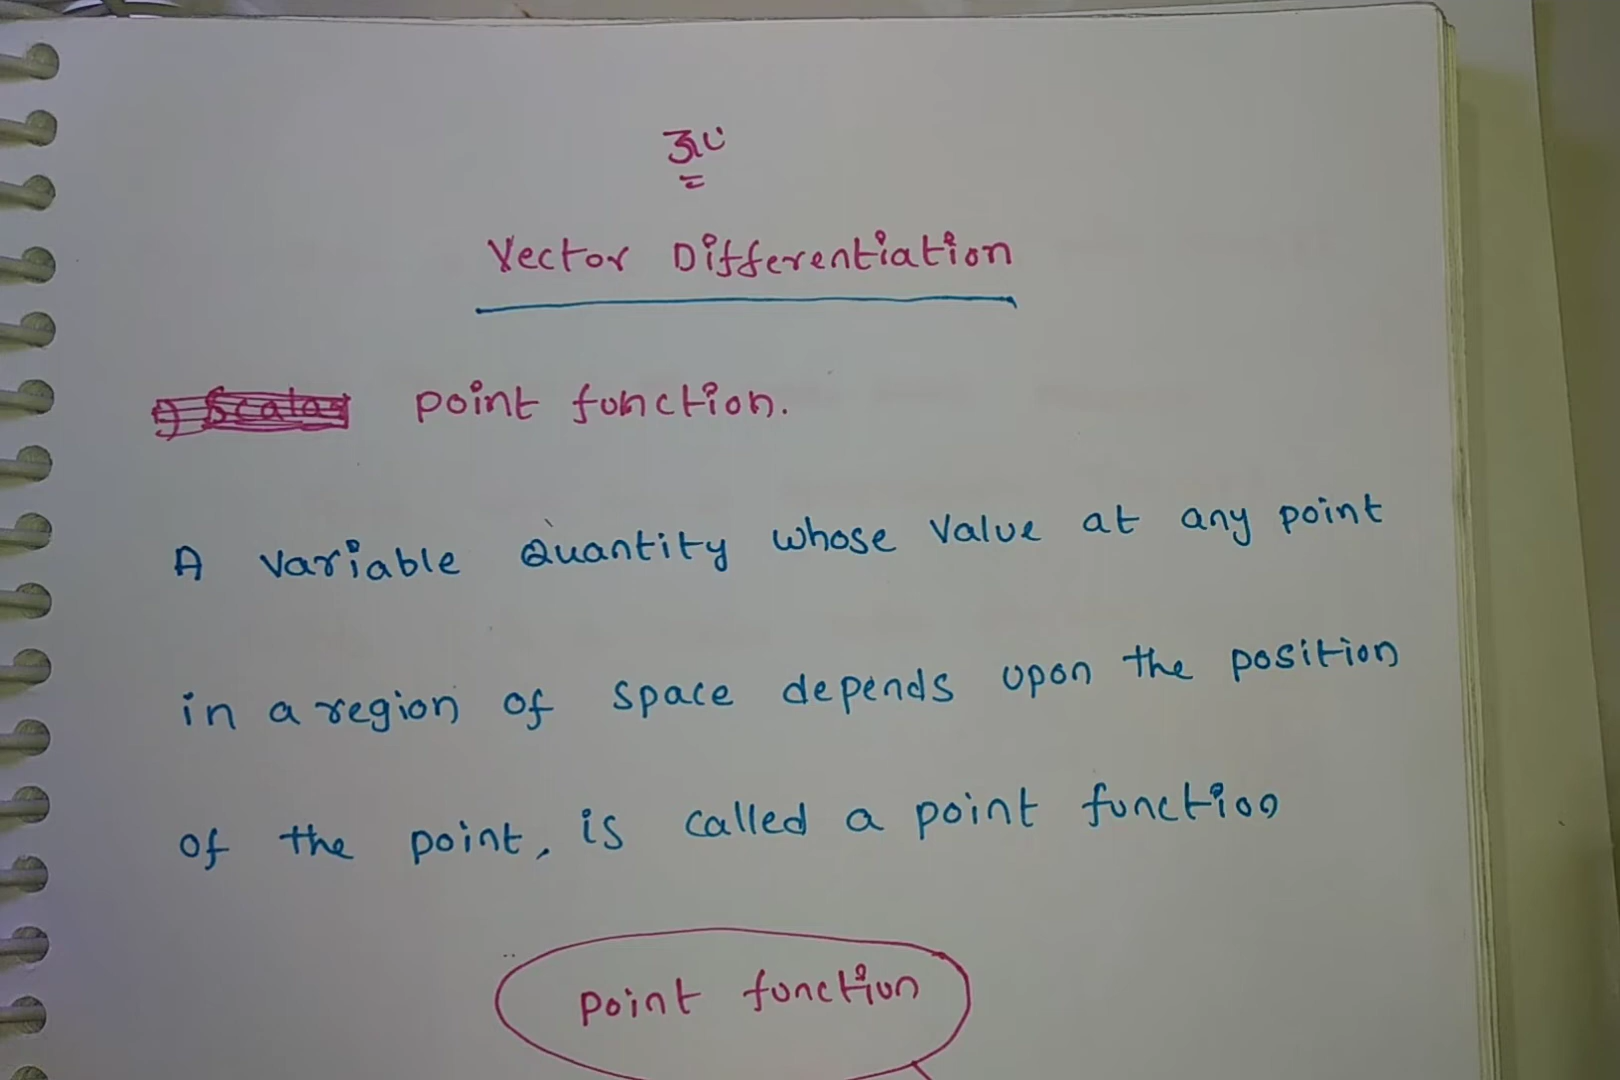 Vector Differentiation
point function.
A variable Quantity whose value at any point
in a region of space depends upon the position
of the point, is called a point function
point function